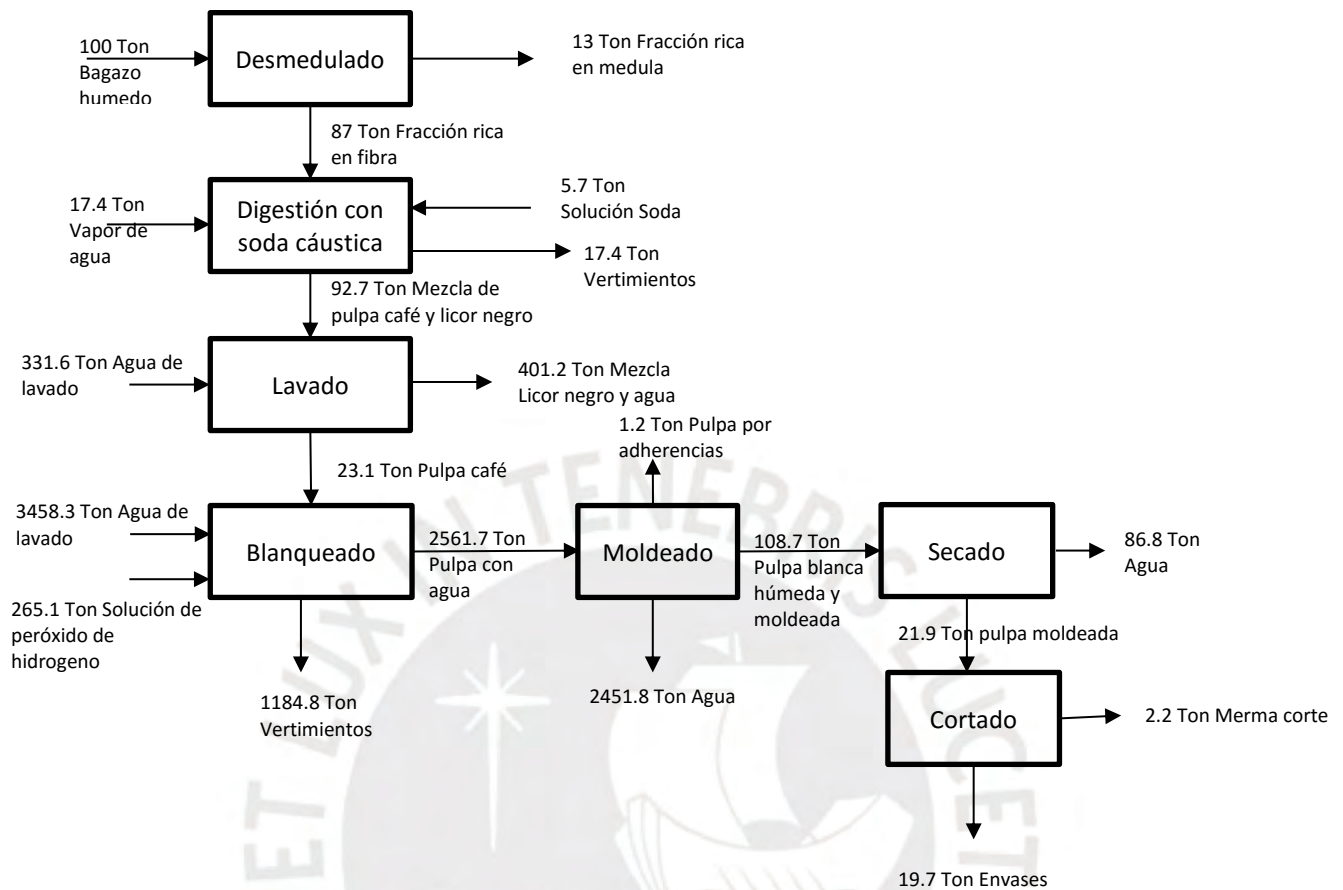 100 Ton
Bagazo
humedo
Desmedulado
13 Ton Fracción rica
en medula
87 Ton Fracción rica
en fibra
17.4 Ton
Vapor de
agua
Digestión con
soda cáustica
5.7 Ton
Solución Soda
17.4 Ton
Vertimientos
92.7 Ton Mezcla de
pulpa café y licor negro
331.6 Ton Agua de
lavado
Lavado
401.2 Ton Mezcla
Licor negro y agua
23.1 Ton Pulpa café
1.2 Ton Pulpa por
adherencias
3458.3 Ton Agua de
lavado
265.1 Ton Solución de
peróxido de
hidrogeno
Blanqueado
2561.7 Ton
Pulpa con
agua
Moldeado
108.7 Ton
Pulpa blanca
húmeda y
moldeada
Secado
86.8 Ton
Agua
1184.8 Ton
Vertimientos
2451.8 Ton Agua
21.9 Ton pulpa moldeada
Cortado
2.2 Ton Merma corte
19.7 Ton Envases
ET LUX IN TENEBRIS LUCET